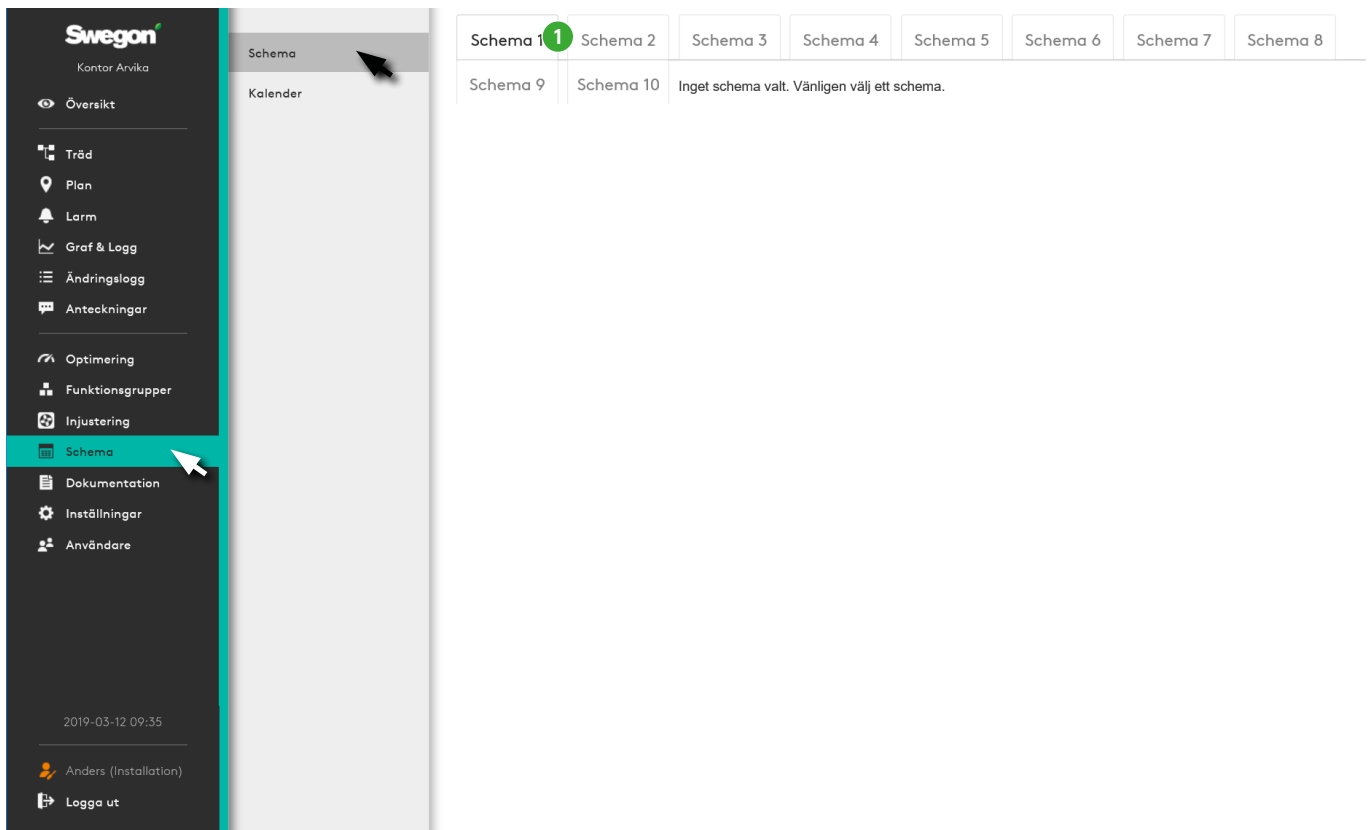 Swegon
Kontor Arvika
Översikt
Träd
Plan
Larm
Graf & Logg
Ändringslogg
Anteckningar
Optimering
Funktionsgrupper
Injustering
Schema
Dokumentation
Inställningar
Användare
2019-03-12 09:35
Anders (Installation)
Logga ut
Schema
Kalender
Schema 1 1 Schema 2 Schema 3 Schema 4 Schema 5 Schema 6 Schema 7 Schema 8
Schema 9 Schema 10 Inget schema valt. Vänligen välj ett schema.